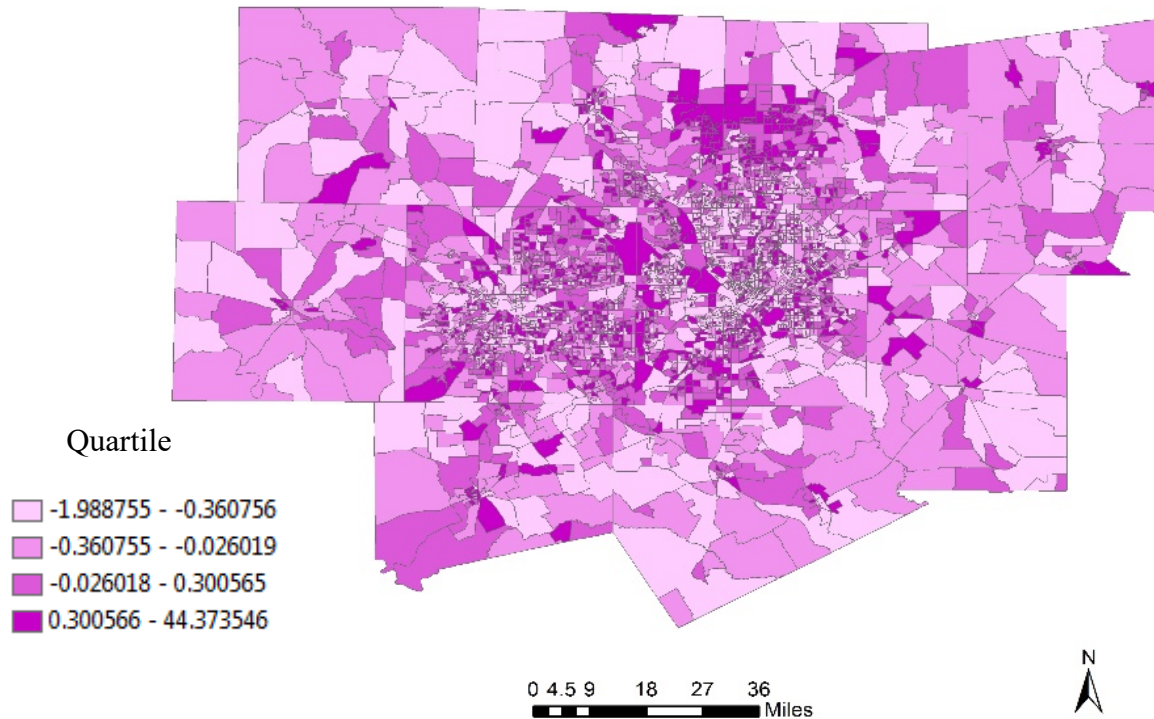 Quartile
-1.988755 - -0.360756
-0.360755 - -0.026019
-0.026018 - 0.300565
0.300566 - 44.373546
N
0 4.5 9 18 27 36
Miles